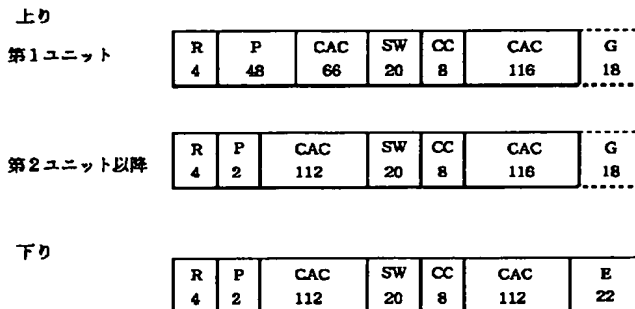 上り
第1ユニット
R P CAC SW CC CAC G
4 48 66 20 8 116 18
第2ユニット以降
R P CAC SW CC CAC G
4 2 112 20 8 116 18
下り
R P CAC SW CC CAC E
4 2 112 20 8 112 22